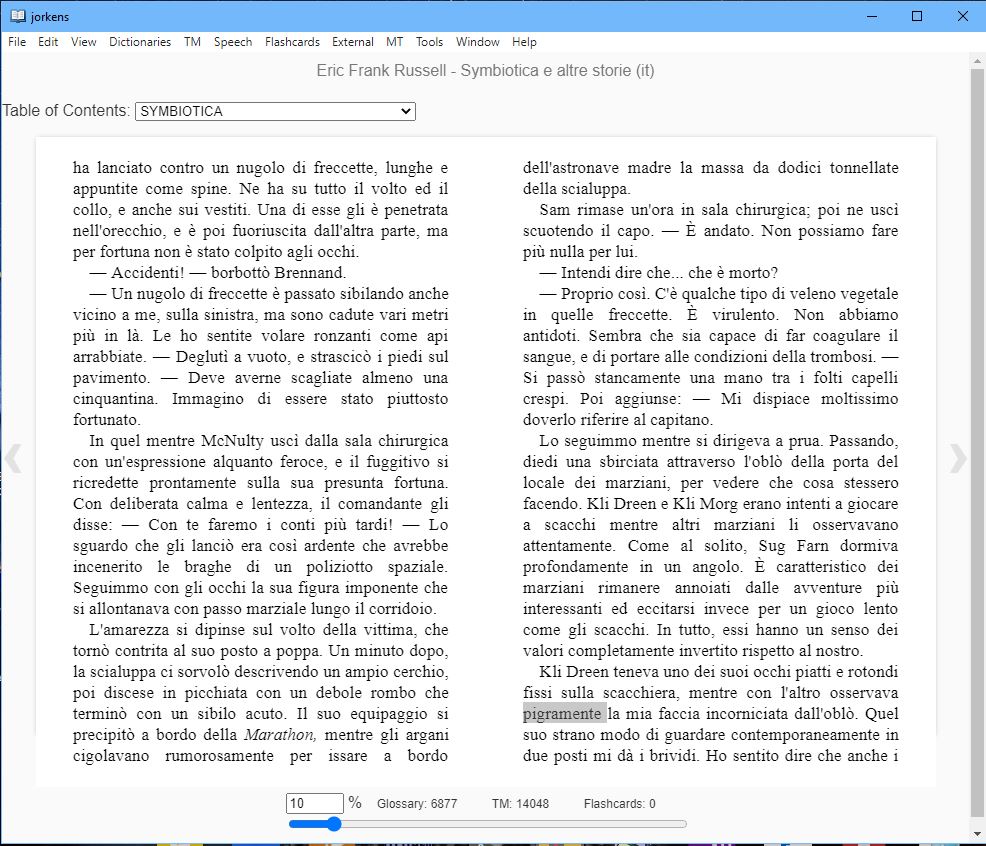 jorkens
File Edit View Dictionaries TM Speech Flashcards External MT Tools Window Help
Eric Frank Russell - Symbiotica e altre storie (it)
Table of Contents: SYMBIOTICA
ha lanciato contro un nugolo di freccette, lunghe e
appuntite come spine. Ne ha su tutto il volto ed il
collo, e anche sui vestiti. Una di esse gli è penetrata
nell'orecchio, e è poi fuoriuscita dall'altra parte, ma
per fortuna non è stato colpito agli occhi.
— Accidenti! — borbottò Brennand.
— Un nugolo di freccette è passato sibilando anche
vicino a me, sulla sinistra, ma sono cadute vari metri
più in là. Le ho sentite volare ronzanti come api
arrabbiate. — Deglutì a vuoto, e strascicò i piedi sul
pavimento. — Deve averne scagliate almeno una
cinquantina. Immagino di essere stato piuttosto
fortunato.
In quel mentre McNulty uscì dalla sala chirurgica
con un'espressione alquanto feroce, e il fuggitivo si
ricredette prontamente sulla sua presunta fortuna.
Con deliberata calma e lentezza, il comandante gli
disse: — Con te faremo i conti più tardi! — Lo
sguardo che gli lanciò era così ardente che avrebbe
incenerito le braghe di un poliziotto spaziale.
Seguimmo con gli occhi la sua figura imponente che
si allontanava con passo marziale lungo il corridoio.
L'amarezza si dipinse sul volto della vittima, che
tornò contrita al suo posto a poppa. Un minuto dopo,
la scialuppa ci sorvolò descrivendo un ampio cerchio,
poi discese in picchiata con un debole rombo che
terminò con un sibilo acuto. Il suo equipaggio si
precipitò a bordo della Marathon, mentre gli argani
cigolavano rumorosamente per issare a bordo
dell'astronave madre la massa da dodici tonnellate
della scialuppa.
Sam rimase un'ora in sala chirurgica; poi ne uscì
scuotendo il capo. — È andato. Non possiamo fare
più nulla per lui.
— Intendi dire che... che è morto?
— Proprio così. C'è qualche tipo di veleno vegetale
in quelle freccette. È virulento. Non abbiamo
antidoti. Sembra che sia capace di far coagulare il
sangue, e di portare alle condizioni della trombosi. —
Si passò stancamente una mano tra i folti capelli
crespi. Poi aggiunse: — Mi dispiace moltissimo
doverlo riferire al capitano.
Lo seguimmo mentre si dirigeva a prua. Passando,
diedi una sbirciata attraverso l'oblò della porta del
locale dei marziani, per vedere che cosa stessero
facendo. Kli Dreen e Kli Morg erano intenti a giocare
a scacchi mentre altri marziani li osservavano
attentamente. Come al solito, Sug Farn dormiva
profondamente in un angolo. È caratteristico dei
marziani rimanere annoiati dalle avventure più
interessanti ed eccitarsi invece per un gioco lento
come gli scacchi. In tutto, essi hanno un senso dei
valori completamente invertito rispetto al nostro.
Kli Dreen teneva uno dei suoi occhi piatti e rotondi
fissi sulla scacchiera, mentre con l'altro osservava
pigramente la mia faccia incorniciata dall'oblò. Quel
suo strano modo di guardare contemporaneamente in
due posti mi dà i brividi. Ho sentito dire che anche i
10 % Glossary: 6877 TM: 14048 Flashcards: 0